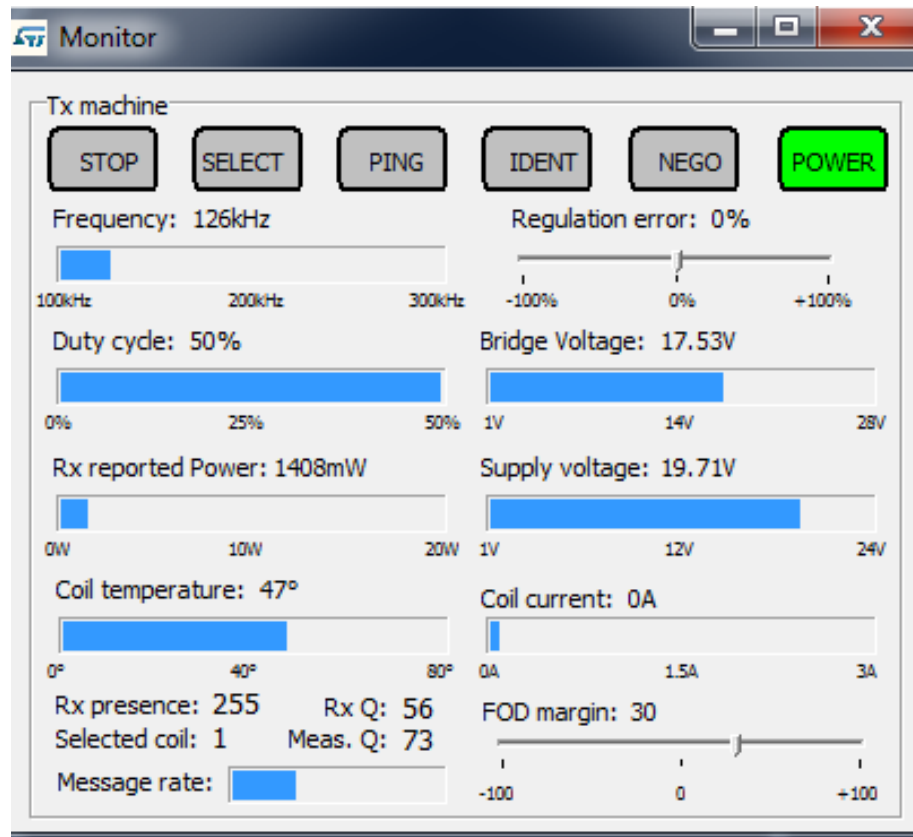 Monitor
Tx machine
STOP SELECT PING IDENT NEGO POWER
Frequency: 126kHz
100kHz 200kHz 300kHz
Regulation error: 0%
-100% 0% +100%
Duty cycle: 50%
0% 25% 50%
Bridge Voltage: 17.53V
1V 14V 28V
Rx reported Power: 1408mW
0W 10W 20W
Supply voltage: 19.71V
1V 12V 24V
Coil temperature: 47°
0° 40° 80°
Coil current: 0A
0A 1.5A 3A
Rx presence: 255 Rx Q: 56
Selected coil: 1 Meas. Q: 73
Message rate:
FOD margin: 30
-100 0 +100